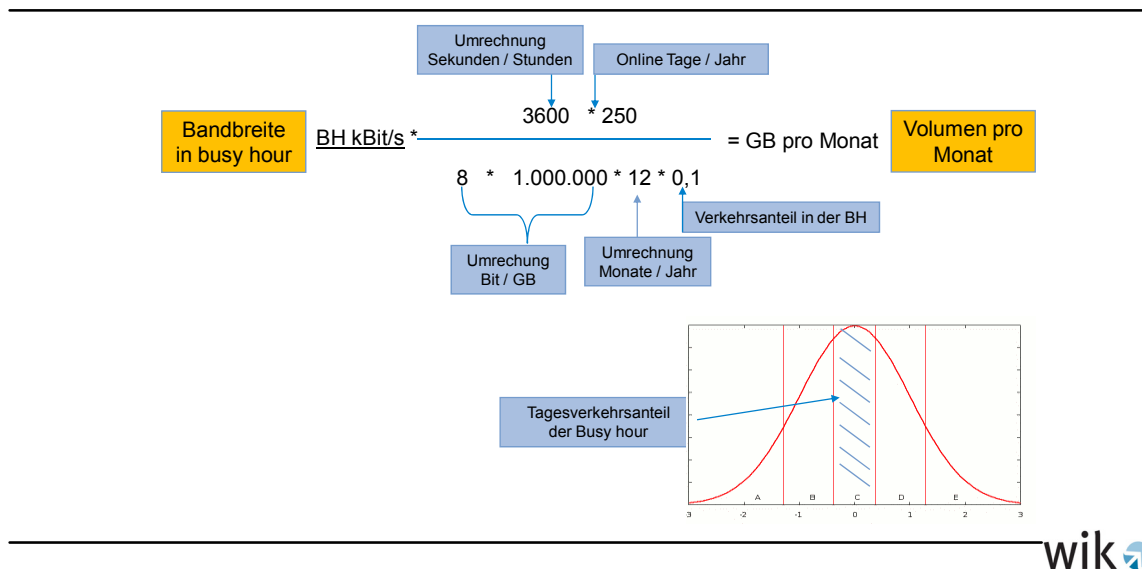 Umrechnung
Sekunden / Stunden
Online Tage / Jahr
3600 * 250
Bandbreite
in busy hour
BH kBit/s *
= GB pro Monat
Volumen pro
Monat
8 * 1.000.000 * 12 * 0,1
Verkehrsanteil in der BH
Umrechung
Bit / GB
Umrechnung
Monate / Jahr
Tagesverkehrsanteil
der Busy hour
A B C D E
3 -2 -1 0 1 2 3
wik